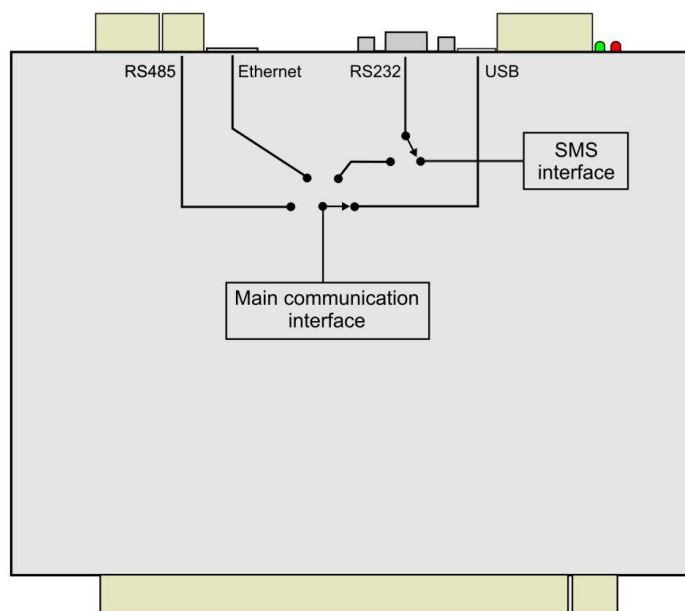 RS485
Ethernet
RS232
USB
SMS
interface
Main communication
interface